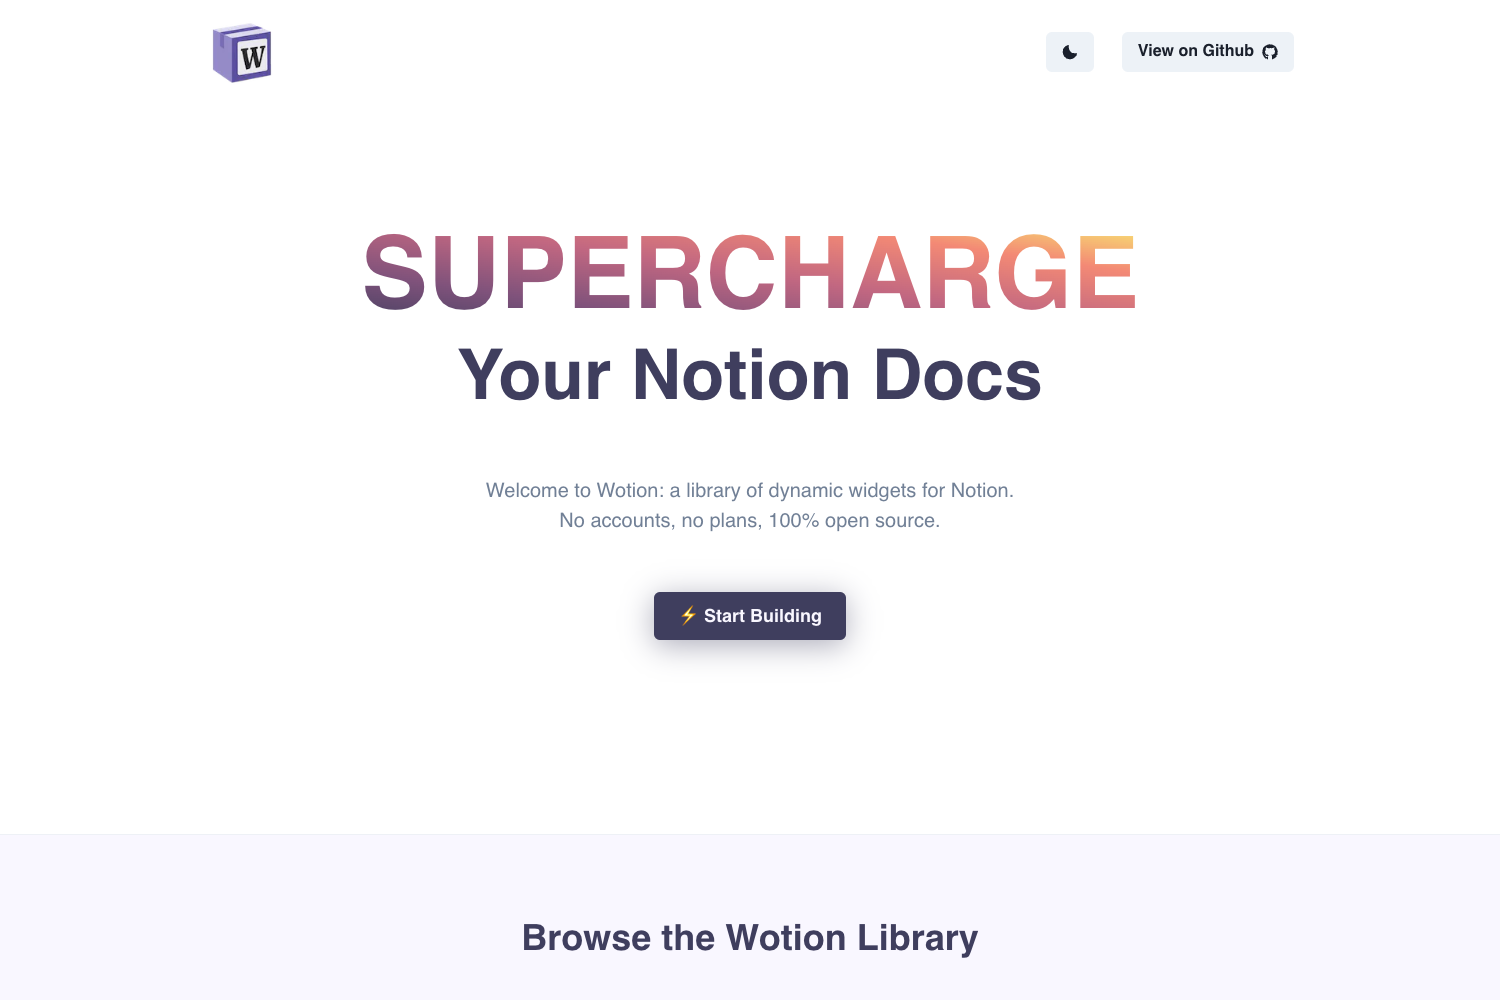 W
View on Github
SUPERCHARGE
Your Notion Docs
Welcome to Wotion: a library of dynamic widgets for Notion.
No accounts, no plans, 100% open source.
⚡ Start Building
Browse the Wotion Library